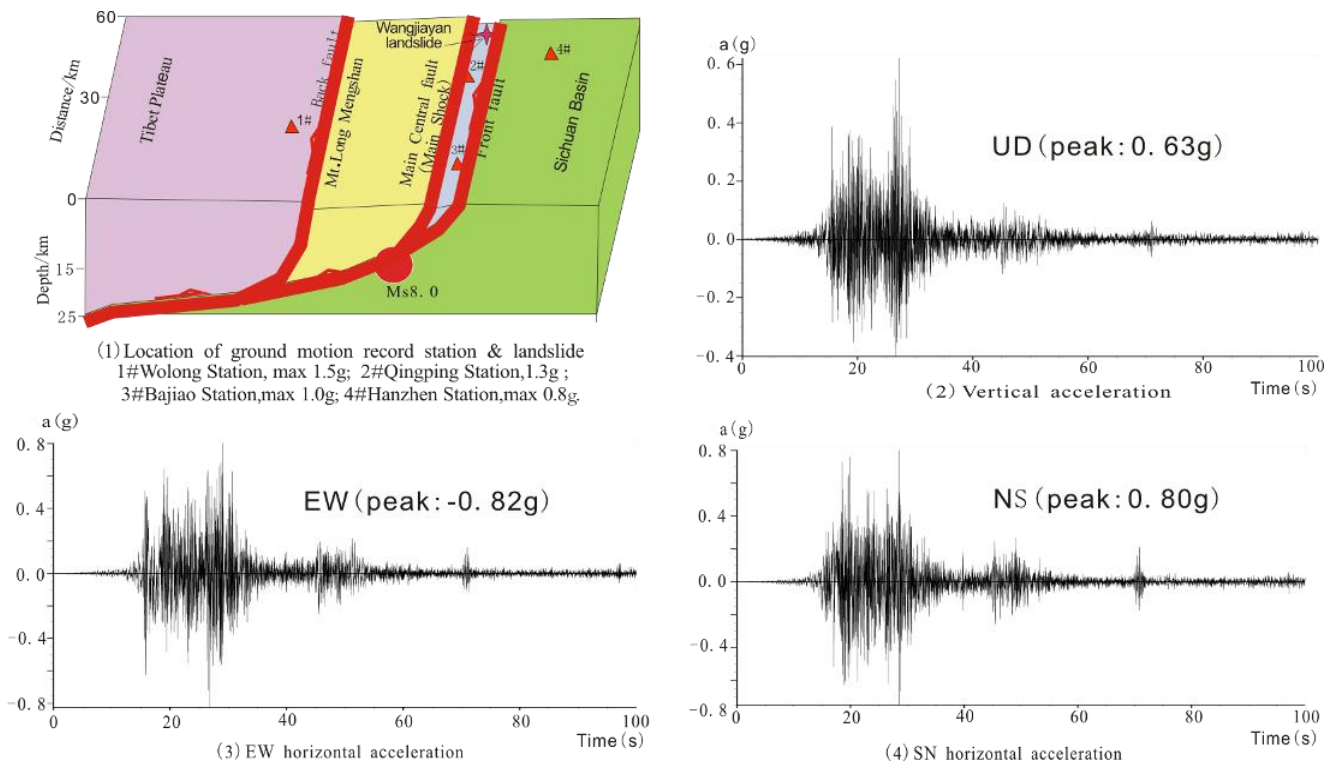 60
30
0
15
25
Distance/km
Depth/km
Tibet Plateau
1#
Back fault
Mt.Long Mengshan
Main Central fault
(Main Shock)
Wangjiayan
landslide
2#
3#
Front fault
4#
Sichuan Basin
Ms8. 0
(1)Location of ground motion record station & landslide
1#Wolong Station, max 1.5g; 2#Qingping Station,1.3g ;
3#Bajiao Station,max 1.0g; 4#Hanzhen Station,max 0.8g.
a(g)
0.6
0.4
0.2
0.0
-0.2
-0.4
0 20 40 60 80 100
UD(peak:0. 63g)
Time(s)
(2) Vertical acceleration
a(g)
0.8
0.4
0.0
-0.4
-0.8
0 20 40 60 80 100
EW(peak:-0. 82g)
Time(s)
(3) EW horizontal acceleration
a(g)
0.8
0.4
0.0
-0.4
-0.8
0 20 40 60 80 100
NS(peak:0. 80g)
Time(s)
(4) SN horizontal acceleration